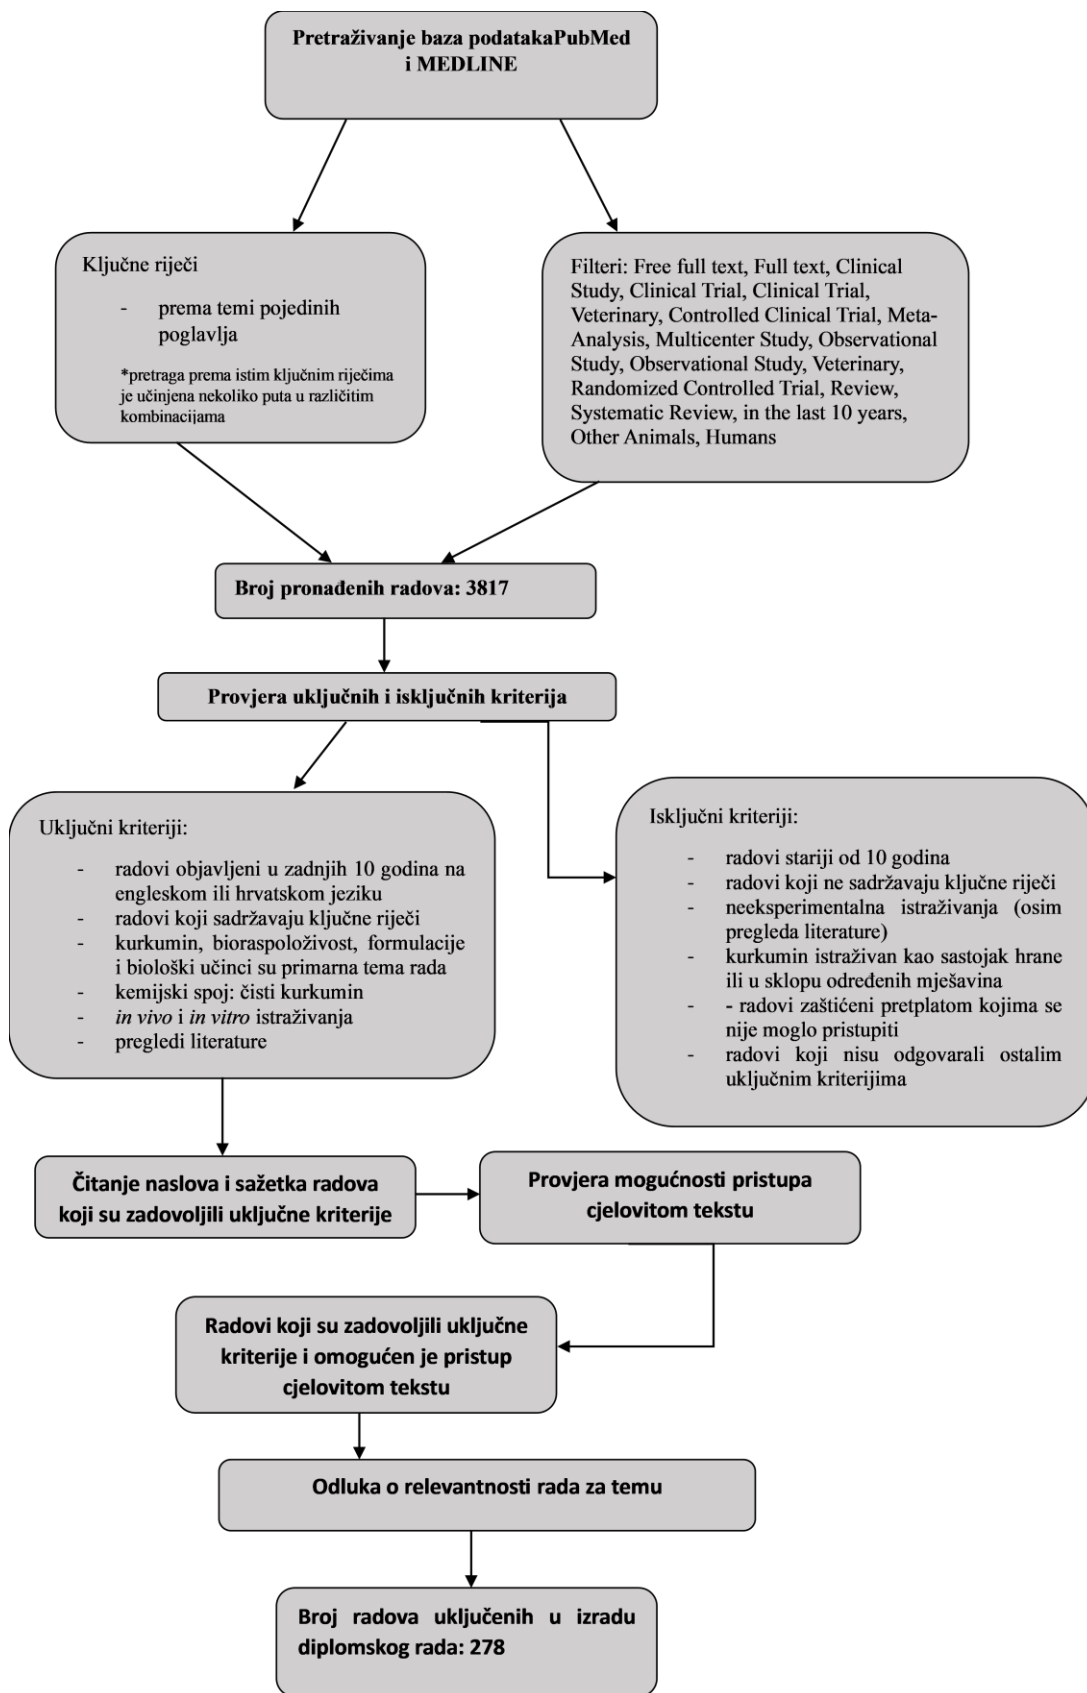 Pretraživanje baza podatakaPubMed
i MEDLINE
Ključne riječi
- prema temi pojedinih
poglavlja
*pretraga prema istim ključnim riječima
je učinjena nekoliko puta u različitim
kombinacijama
Filteri: Free full text, Full text, Clinical
Study, Clinical Trial, Clinical Trial,
Veterinary, Controlled Clinical Trial, Meta-
Analysis, Multicenter Study, Observational
Study, Observational Study, Veterinary,
Randomized Controlled Trial, Review,
Systematic Review, in the last 10 years,
Other Animals, Humans
Broj pronađenih radova: 3817
Provjera uključnih i isključnih kriterija
Uključni kriteriji:
- radovi objavljeni u zadnjih 10 godina na
engleskom ili hrvatskom jeziku
- radovi koji sadržavaju ključne riječi
- kurkumin, bioraspoloživost, formulacije
i biološki učinci su primarna tema rada
- kemijski spoj: čisti kurkumin
- in vivo i in vitro istraživanja
- pregledi literature
Isključni kriteriji:
- radovi stariji od 10 godina
- radovi koji ne sadržavaju ključne riječi
- neeksperimentalna istraživanja (osim
pregleda literature)
- kurkumin istraživan kao sastojak hrane
ili u sklopu određenih mješavina
- - radovi zaštićeni pretplatom kojima se
nije moglo pristupiti
- radovi koji nisu odgovarali ostalim
uključnim kriterijima
Čitanje naslova i sažetka radova
koji su zadovoljili uključne kriterije
Provjera mogućnosti pristupa
cjelovitom tekstu
Radovi koji su zadovoljili uključne
kriterije i omogućen je pristup
cjelovitom tekstu
Odluka o relevantnosti rada za temu
Broj radova uključenih u izradu
diplomskog rada: 278